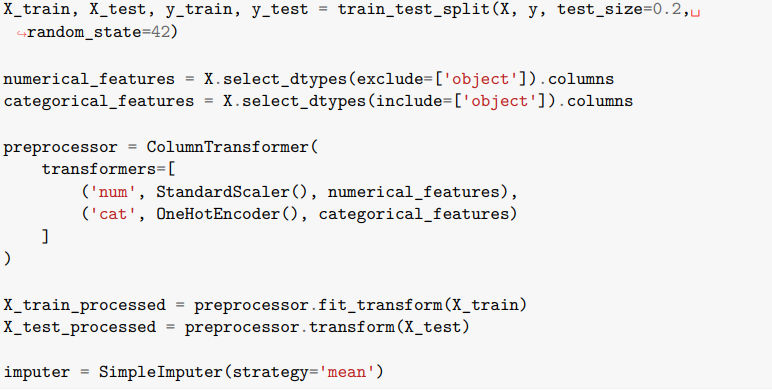 X_train, X_test, y_train, y_test = train_test_split(X, y, test_size=0.2,␣
↪random_state=42)
numerical_features = X.select_dtypes(exclude=['object']).columns
categorical_features = X.select_dtypes(include=['object']).columns
preprocessor = ColumnTransformer(
    transformers=[
        ('num', StandardScaler(), numerical_features),
        ('cat', OneHotEncoder(), categorical_features)
    ]
)
X_train_processed = preprocessor.fit_transform(X_train)
X_test_processed = preprocessor.transform(X_test)
imputer = SimpleImputer(strategy='mean')